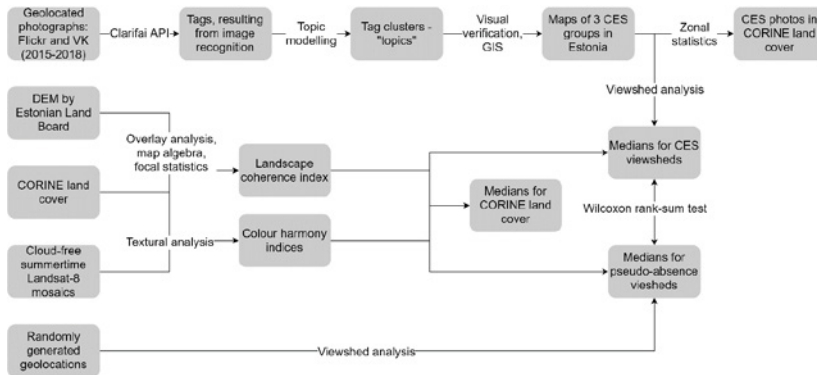 Geolocated
photographs:
Flickr and VK
(2015-2018)
Clarifai API
Tags, resulting
from image
recognition
Topic
modelling
Tag clusters -
"topics"
Visual
verification,
GIS
Maps of 3 CES
groups in
Estonia
Zonal
statistics
CES photos in
CORINE land
cover
Viewshed analysis
DEM by
Estonian Land
Board
Overlay analysis,
map algebra,
focal statistics
Landscape
coherence index
Medians for CES
viewsheds
CORINE land
cover
Medians for
CORINE land
cover
Wilcoxon rank-sum test
Textural analysis
Colour harmony
indices
Cloud-free
summertime
Landsat-8
mosaics
Medians for
pseudo-absence
viesheds
Randomly
generated
geolocations
Viewshed analysis